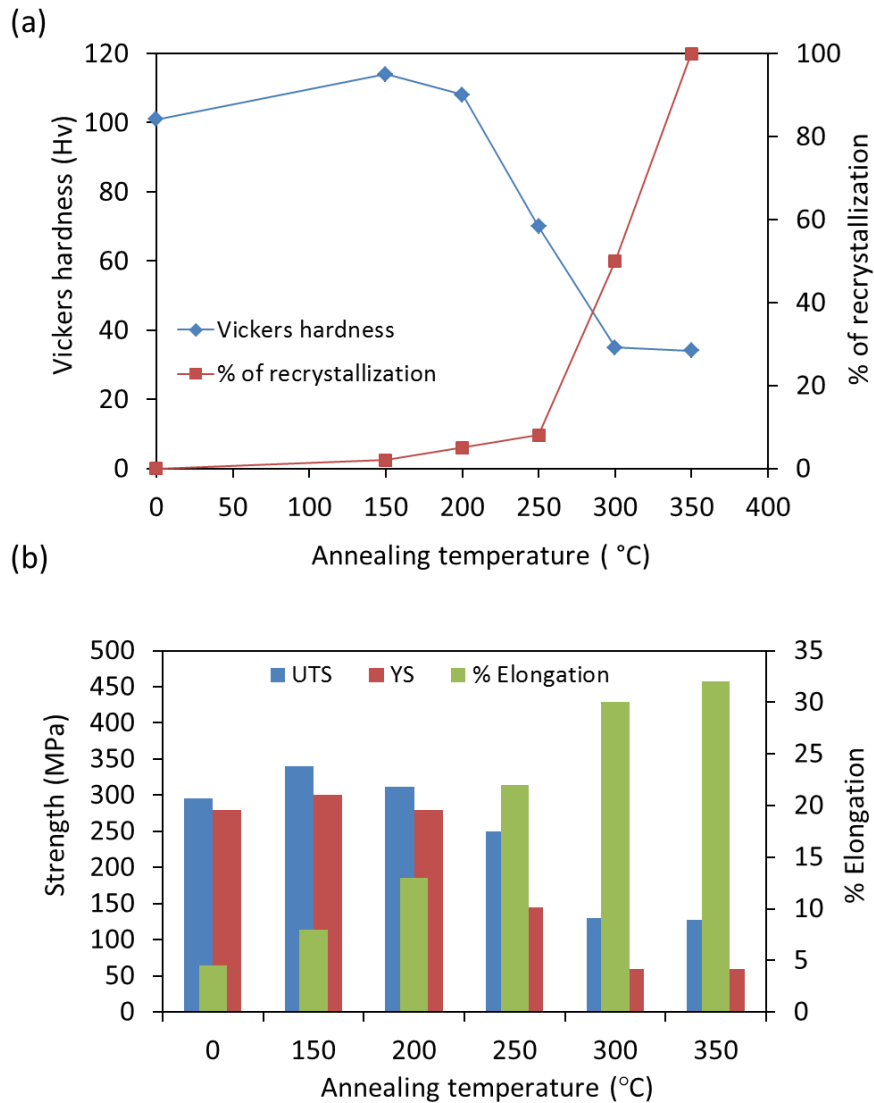 (a)
120
100
80
60
40
20
0
Vickers hardness (Hv)
100
80
60
40
20
0
% of recrystallization
Vickers hardness
% of recrystallization
0 50 100 150 200 250 300 350 400
Annealing temperature ( °C)
(b)
500
450
400
350
300
250
200
150
100
50
0
Strength (MPa)
35
30
25
20
15
10
5
0
% Elongation
UTS YS % Elongation
0 150 200 250 300 350
Annealing temperature (°C)